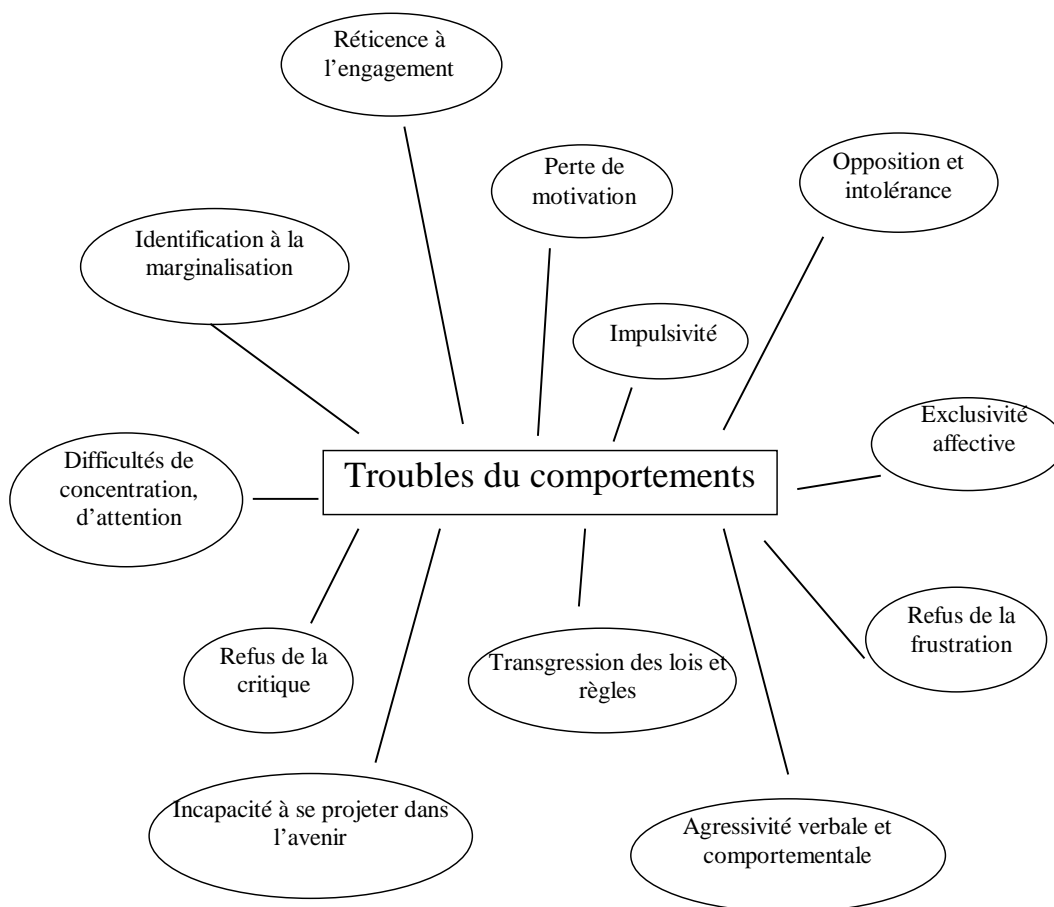 Réticence à
l’engagement
Perte de
motivation
Opposition et
intolérance
Identification à la
marginalisation
Impulsivité
Exclusivité
affective
Difficultés de
concentration,
d’attention
Troubles du comportements
Refus de la
frustration
Refus de la
critique
Transgression des lois et
règles
Incapacité à se projeter dans
l’avenir
Agressivité verbale et
comportementale